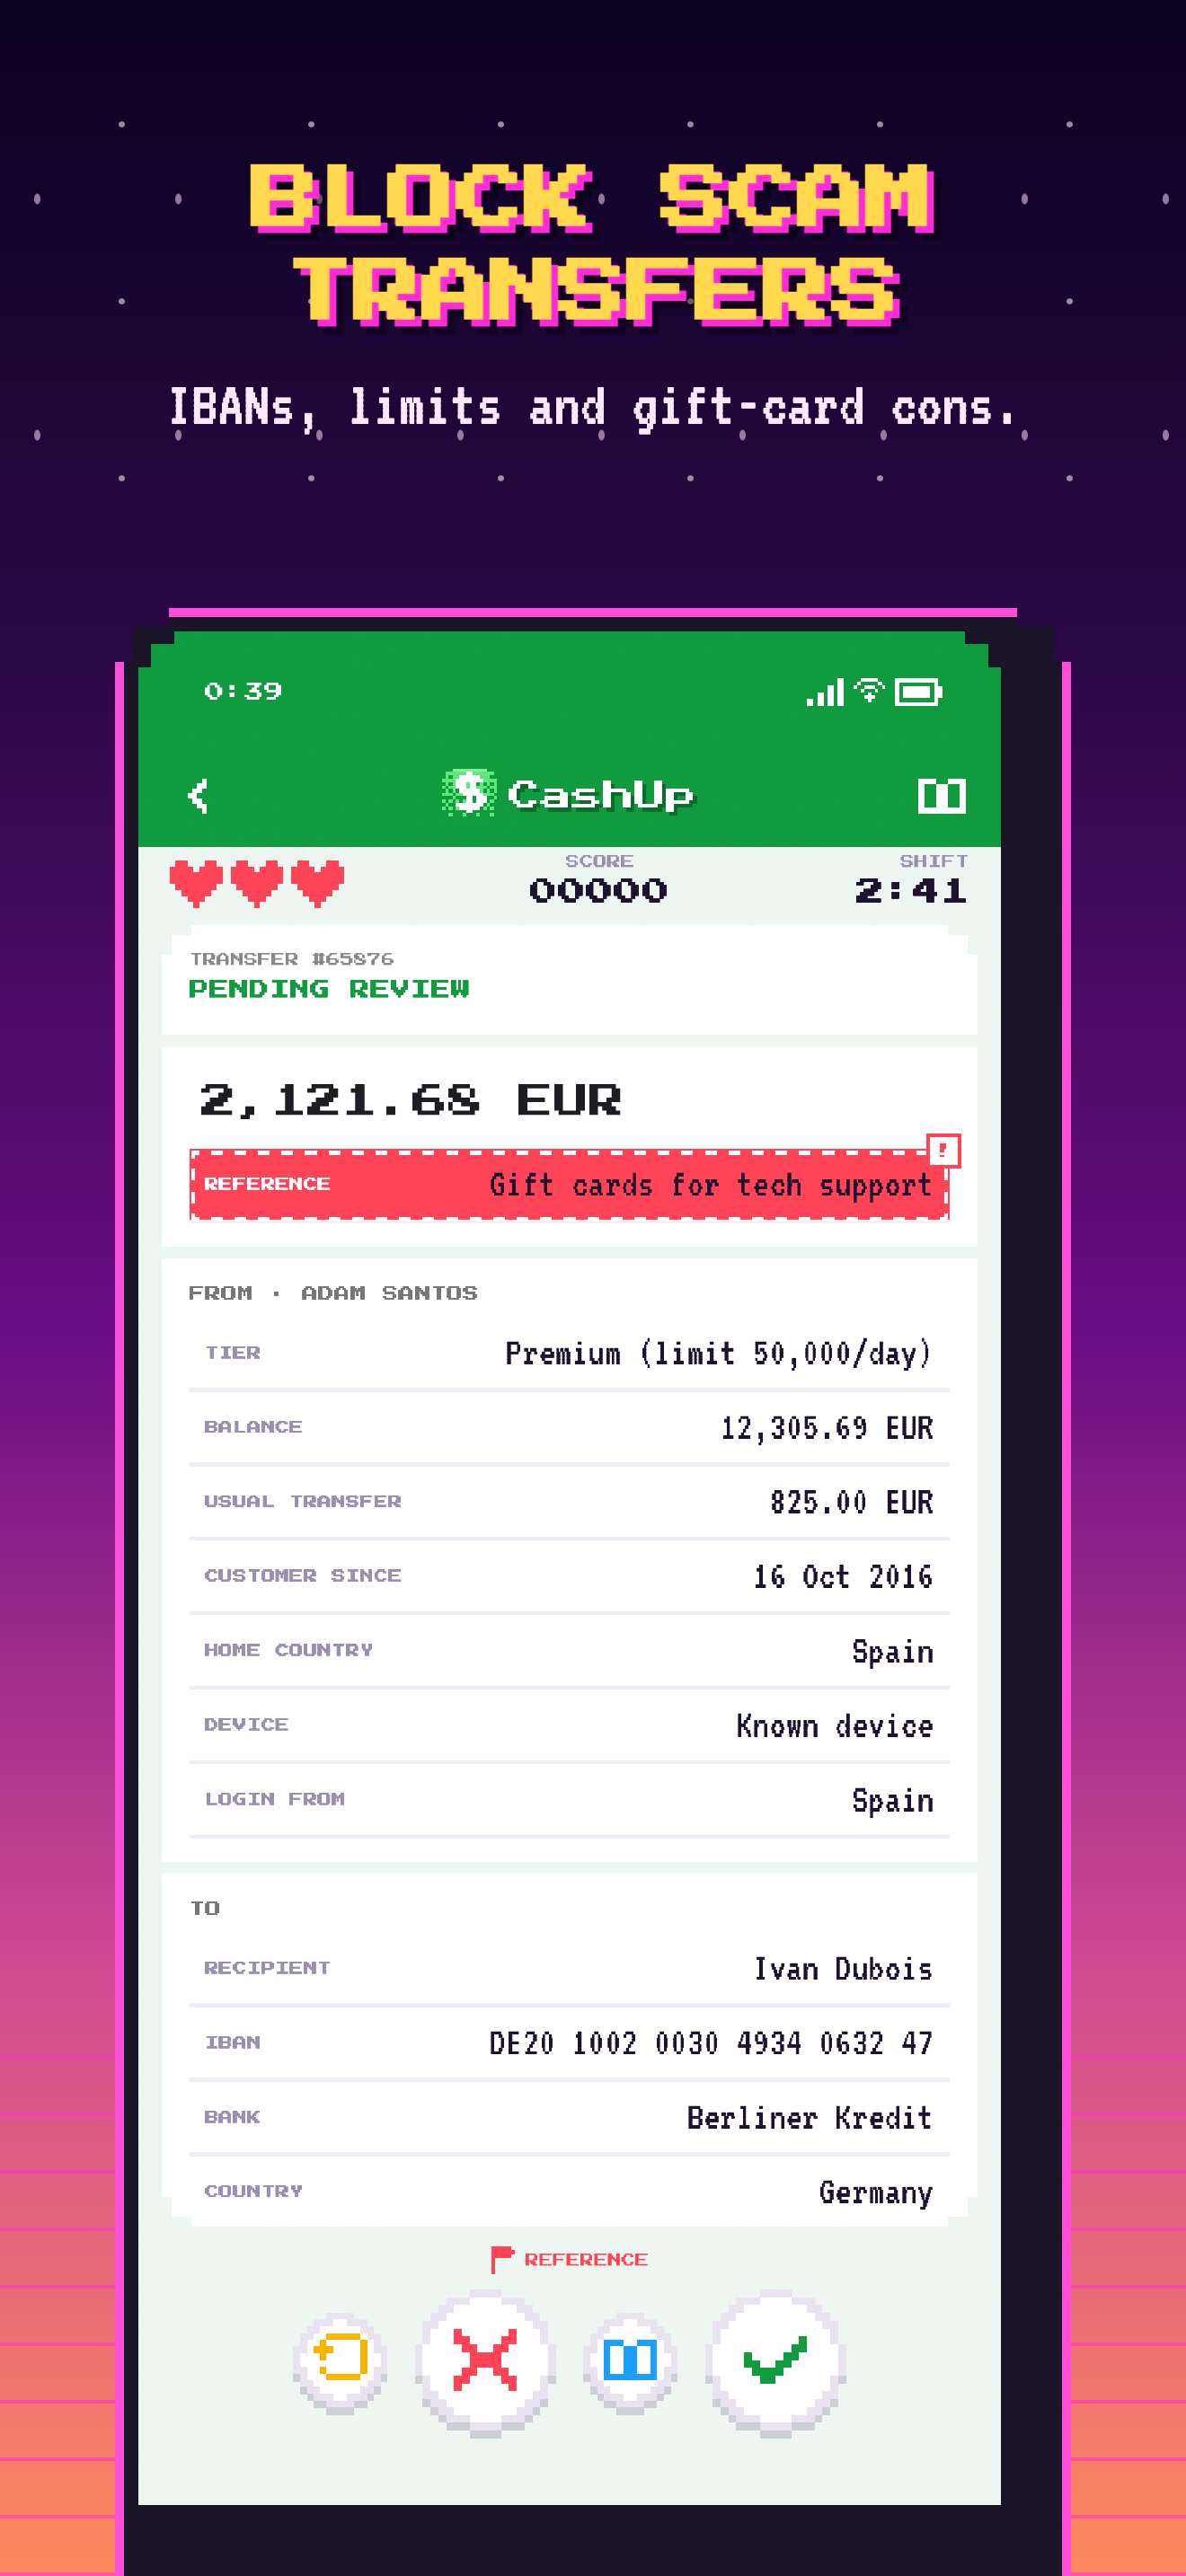 BLOCK SCAM
TRANSFERS
IBANs, limits and gift-card cons.
0:39
$ CashUp
SCORE
00000
SHIFT
2:41
TRANSFER #65876
PENDING REVIEW
2,121.68 EUR
!
REFERENCE Gift cards for tech support
FROM · ADAM SANTOS
TIER Premium (limit 50,000/day)
BALANCE 12,305.69 EUR
USUAL TRANSFER 825.00 EUR
CUSTOMER SINCE 16 Oct 2016
HOME COUNTRY Spain
DEVICE Known device
LOGIN FROM Spain
TO
RECIPIENT Ivan Dubois
IBAN DE20 1002 0030 4934 0632 47
BANK Berliner Kredit
COUNTRY Germany
REFERENCE